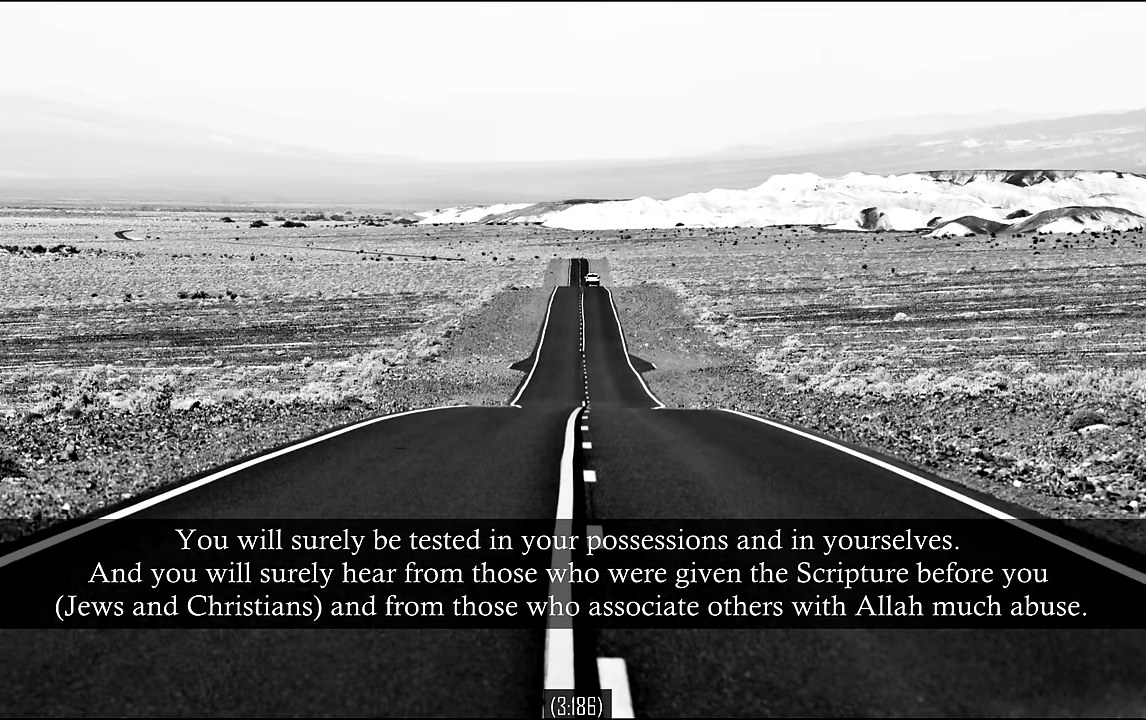 You will surely be tested in your possessions and in yourselves.
And you will surely hear from those who were given the Scripture before you
(Jews and Christians) and from those who associate others with Allah much abuse.
(3:186)